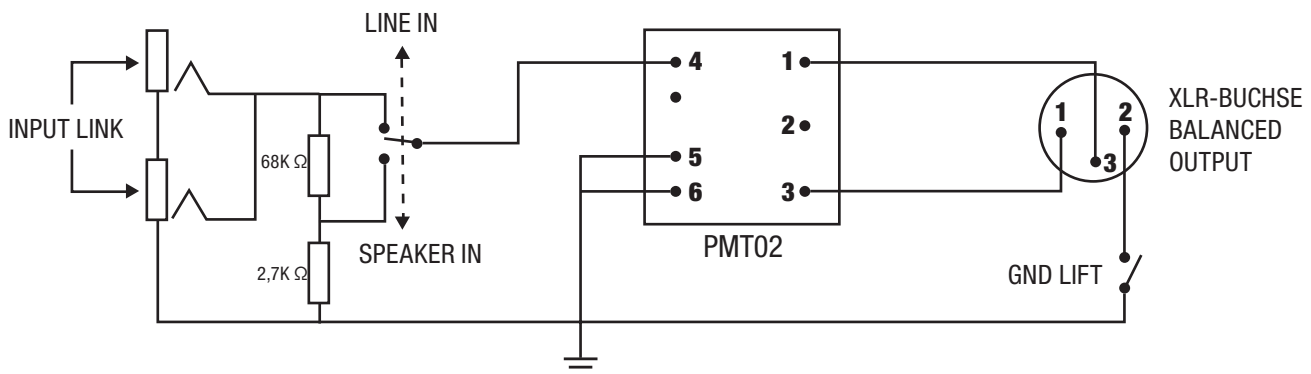 LINE IN
INPUT LINK
68K Ω
2,7K Ω
SPEAKER IN
4
5
6
1
2
3
PMT02
1
2
3
XLR-BUCHSE
BALANCED
OUTPUT
GND LIFT